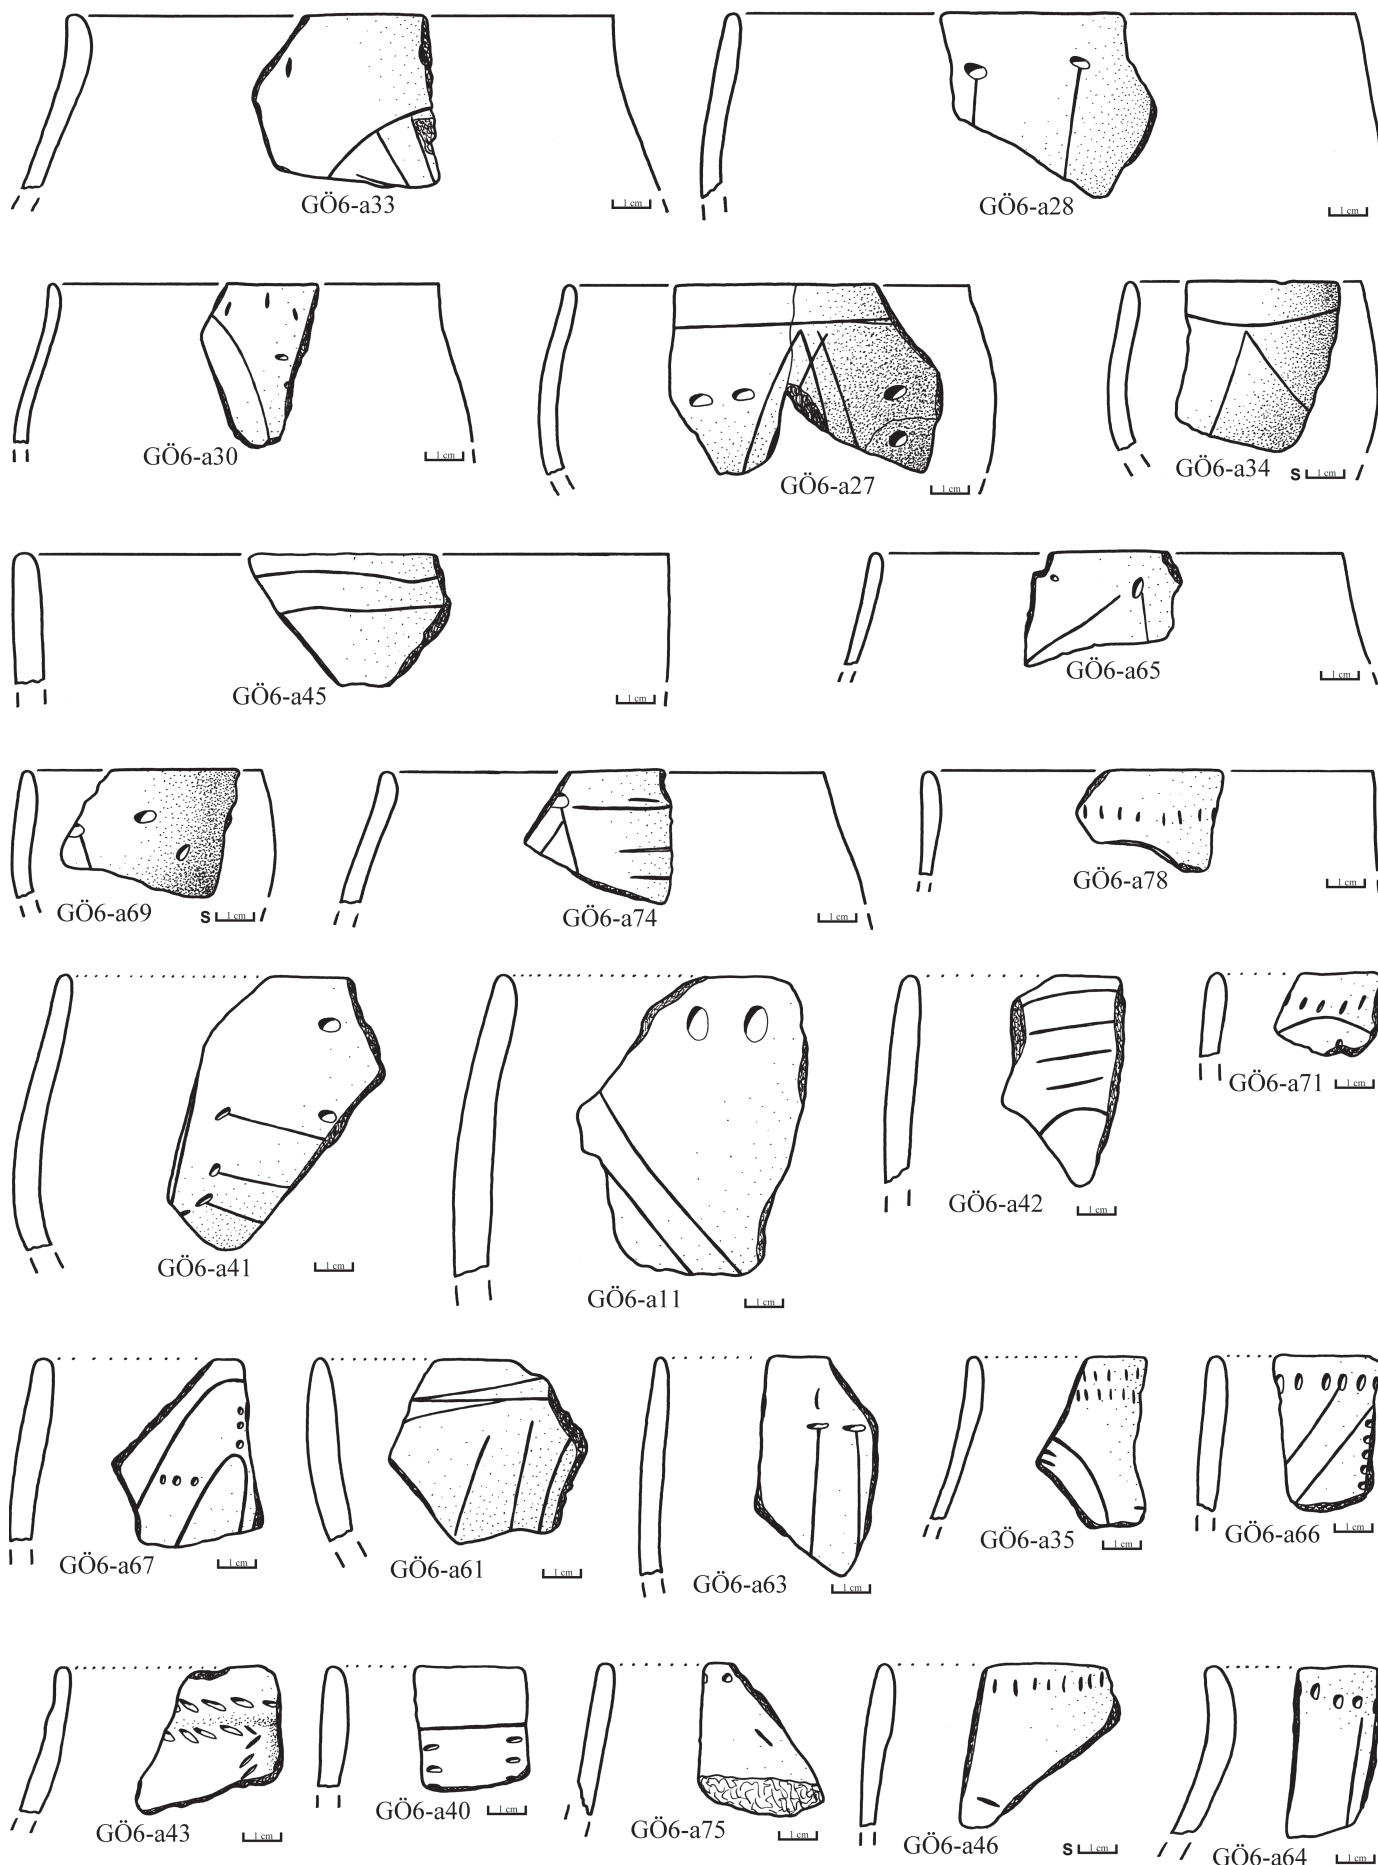 GÖ6-a33 1 cm GÖ6-a28 1 cm
GÖ6-a30 1 cm GÖ6-a27 1 cm GÖ6-a34 S 1 cm
GÖ6-a45 1 cm GÖ6-a65 1 cm
GÖ6-a69 S 1 cm GÖ6-a74 1 cm GÖ6-a78 1 cm
GÖ6-a41 1 cm GÖ6-a11 1 cm GÖ6-a42 1 cm GÖ6-a71 1 cm
GÖ6-a67 1 cm GÖ6-a61 1 cm GÖ6-a63 1 cm GÖ6-a35 1 cm GÖ6-a66 1 cm
GÖ6-a43 1 cm GÖ6-a40 1 cm GÖ6-a75 1 cm GÖ6-a46 S 1 cm GÖ6-a64 1 cm